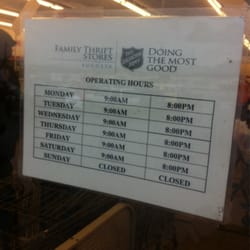 FAMILY THRIFT
STORES
DOING
THE MOST
GOOD
OPERATING HOURS
MONDAY 9:00AM 8:00PM
TUESDAY 9:00AM 8:00PM
WEDNESDAY 9:00AM 8:00PM
THURSDAY 9:00AM 8:00PM
FRIDAY 9:00AM 8:00PM
SATURDAY 9:00AM 8:00PM
SUNDAY CLOSED CLOSED